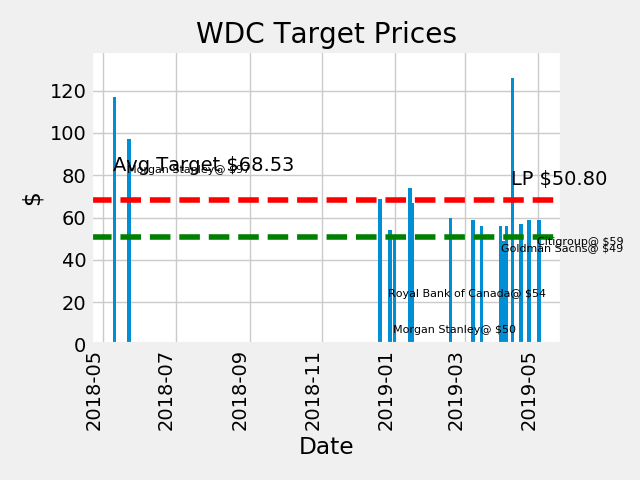 WDC Target Prices
120
100
80
60
40
20
0
$
Avg Target $68.53
Morgan Stanley@ $97
LP $50.80
Citigroup@ $59
Goldman Sachs@ $49
Royal Bank of Canada@ $54
Morgan Stanley@ $50
2018-05
2018-07
2018-09
2018-11
2019-01
2019-03
2019-05
Date